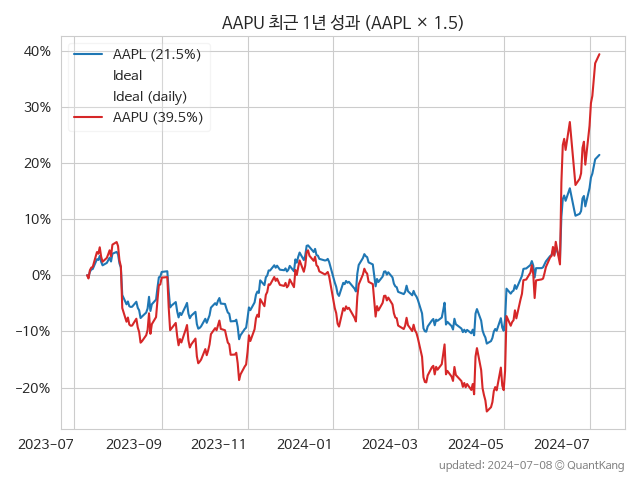 AAPU 최근 1년 성과 (AAPL × 1.5)
AAPL (21.5%)
Ideal
Ideal (daily)
AAPU (39.5%)
40%
30%
20%
10%
0%
−10%
−20%
2023-07 2023-09 2023-11 2024-01 2024-03 2024-05 2024-07
updated: 2024-07-08 © QuantKang